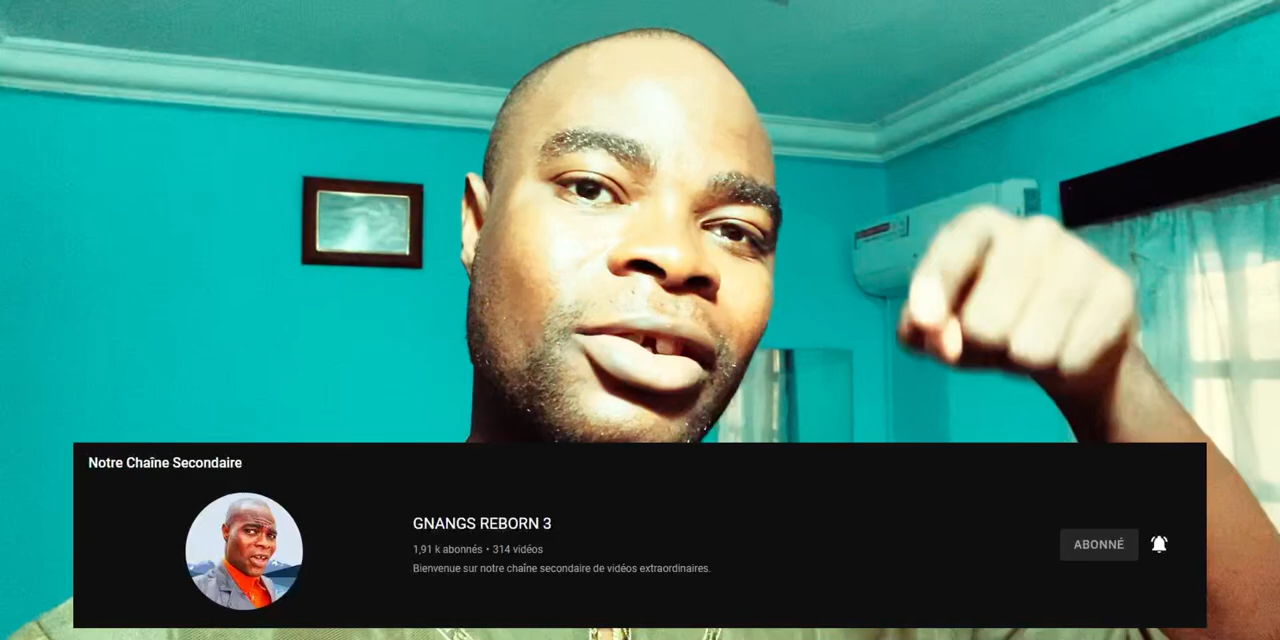 Notre Chaîne Secondaire
GNANGS REBORN 3
1,91 k abonnés • 314 vidéos
Bienvenue sur notre chaîne secondaire de vidéos extraordinaires.
ABONNÉ